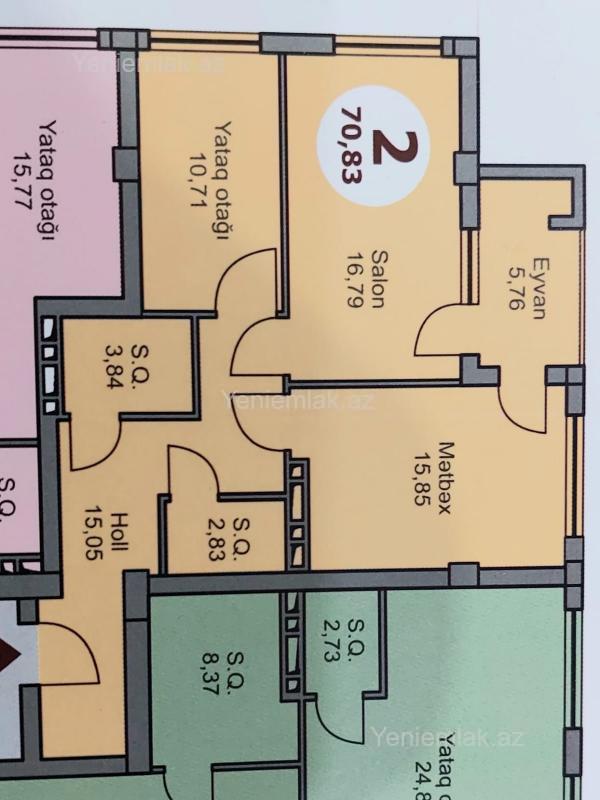 Yeniemlak.az
2
70,83
Yataq otağı
15,77
Yataq otağı
10,71
Salon
16,79
Eyvan
5,76
S.Q.
3,84
Yeniemlak.az
Mətbəx
15,85
S.Q.
Holl
15,05
S.Q.
2,83
S.Q.
2,73
S.Q.
8,37
Yeniemlak.az
Yataq
24,8